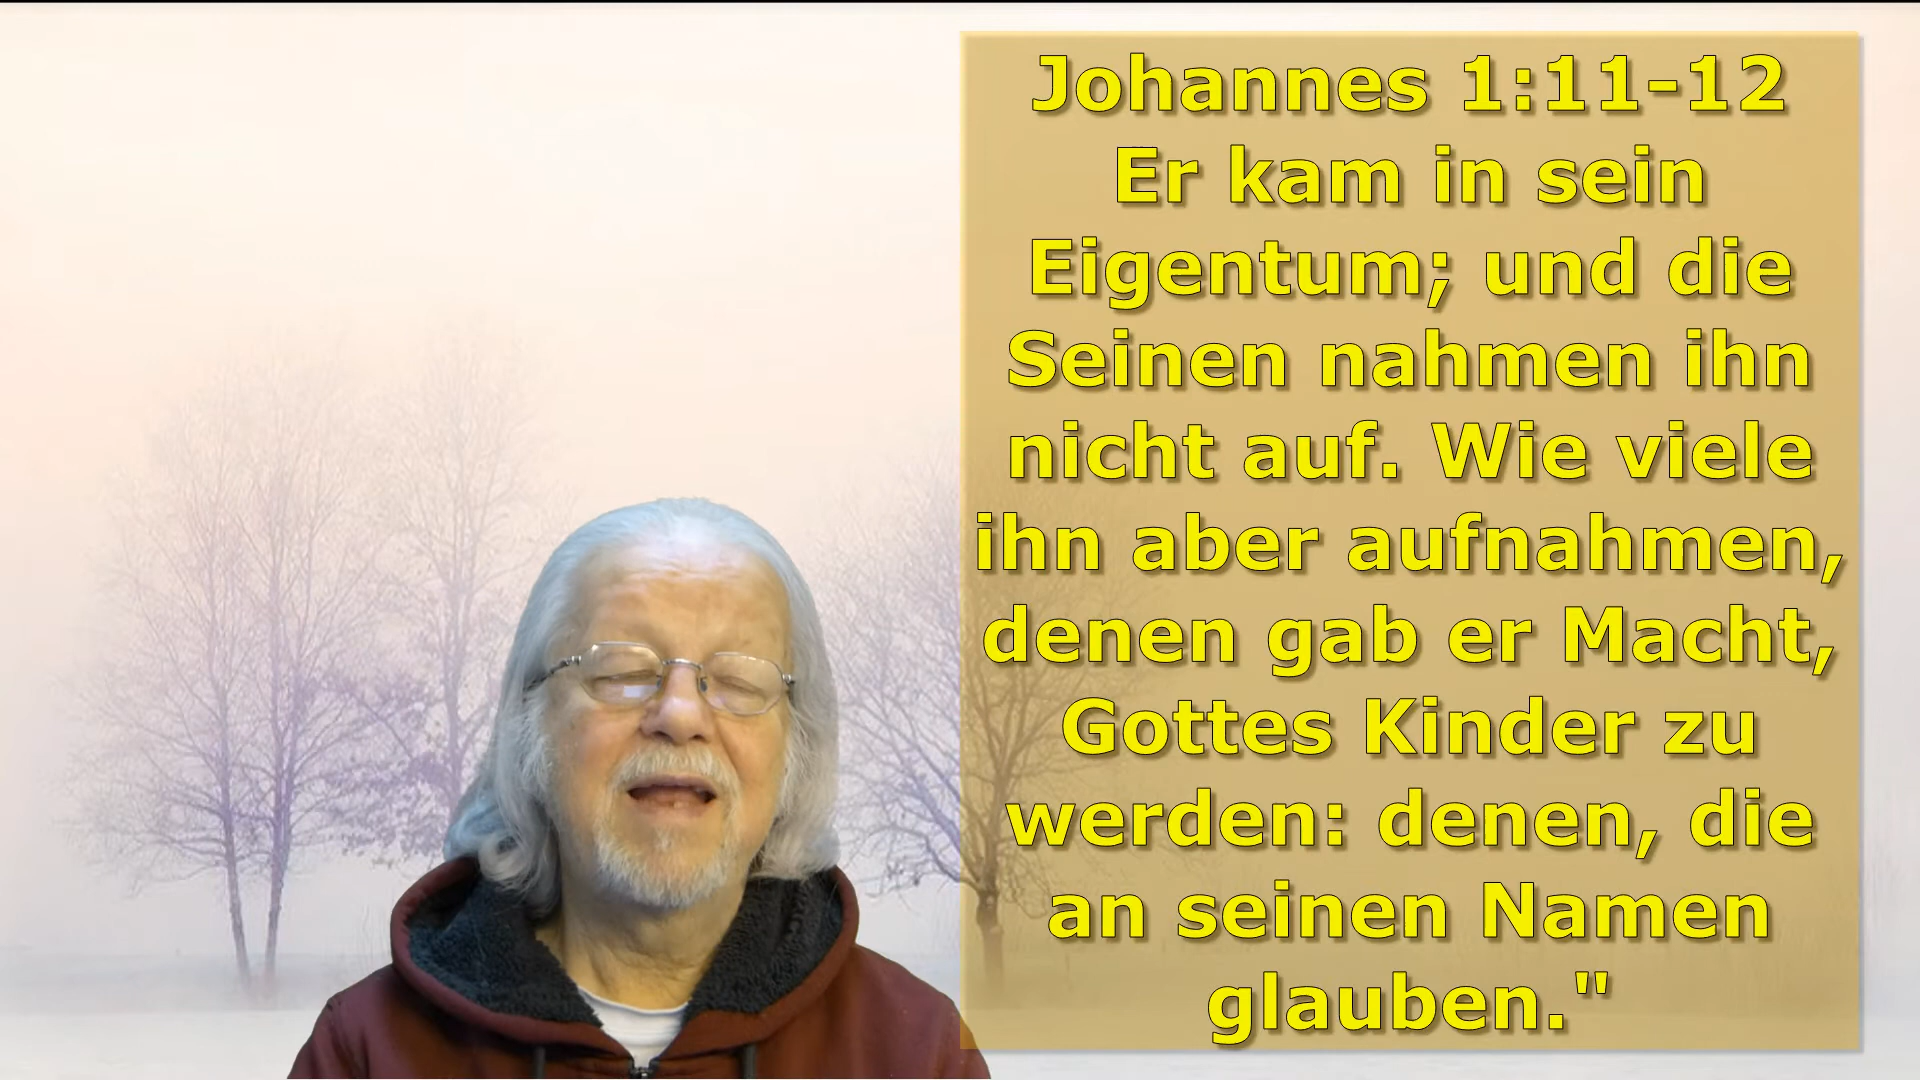 Johannes 1:11-12
Er kam in sein
Eigentum; und die
Seinen nahmen ihn
nicht auf. Wie viele
ihn aber aufnahmen,
denen gab er Macht,
Gottes Kinder zu
werden: denen, die
an seinen Namen
glauben."